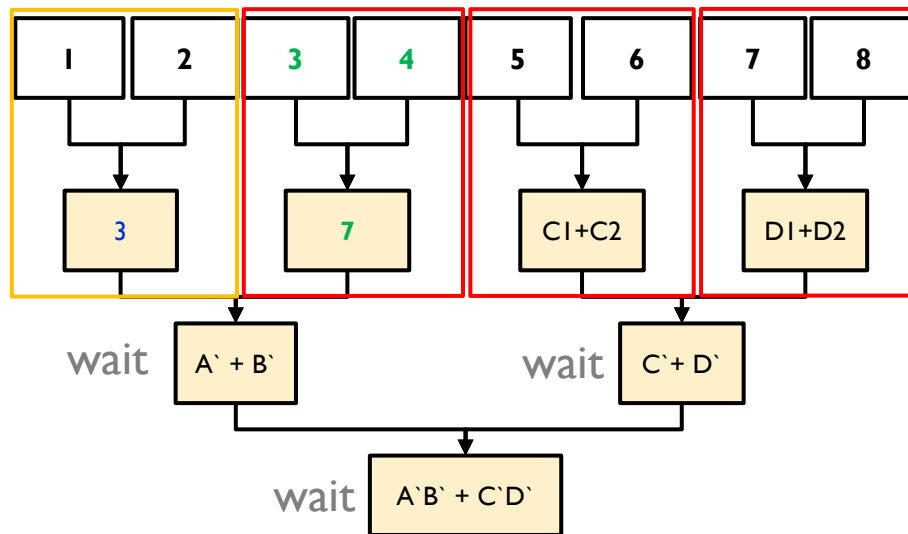 1 2 3 4 5 6 7 8
3 7 C1+C2 D1+D2
wait A` + B` wait C`+ D`
wait A`B` + C`D`